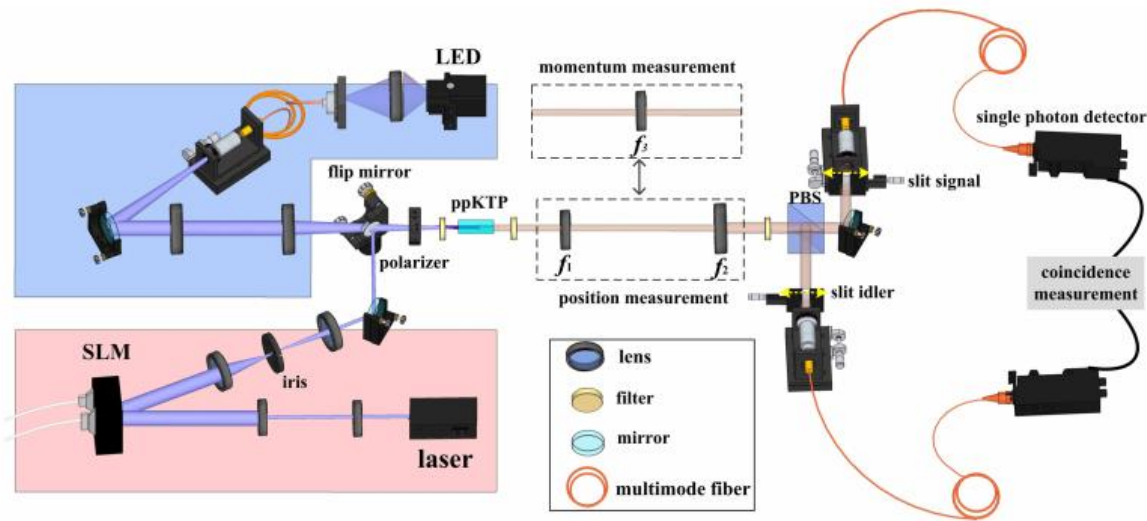 LED
momentum measurement
f3
single photon detector
flip mirror
ppKTP
PBS
slit signal
polarizer
f1
f2
position measurement
slit idler
coincidence
measurement
SLM
iris
laser
lens
filter
mirror
multimode fiber